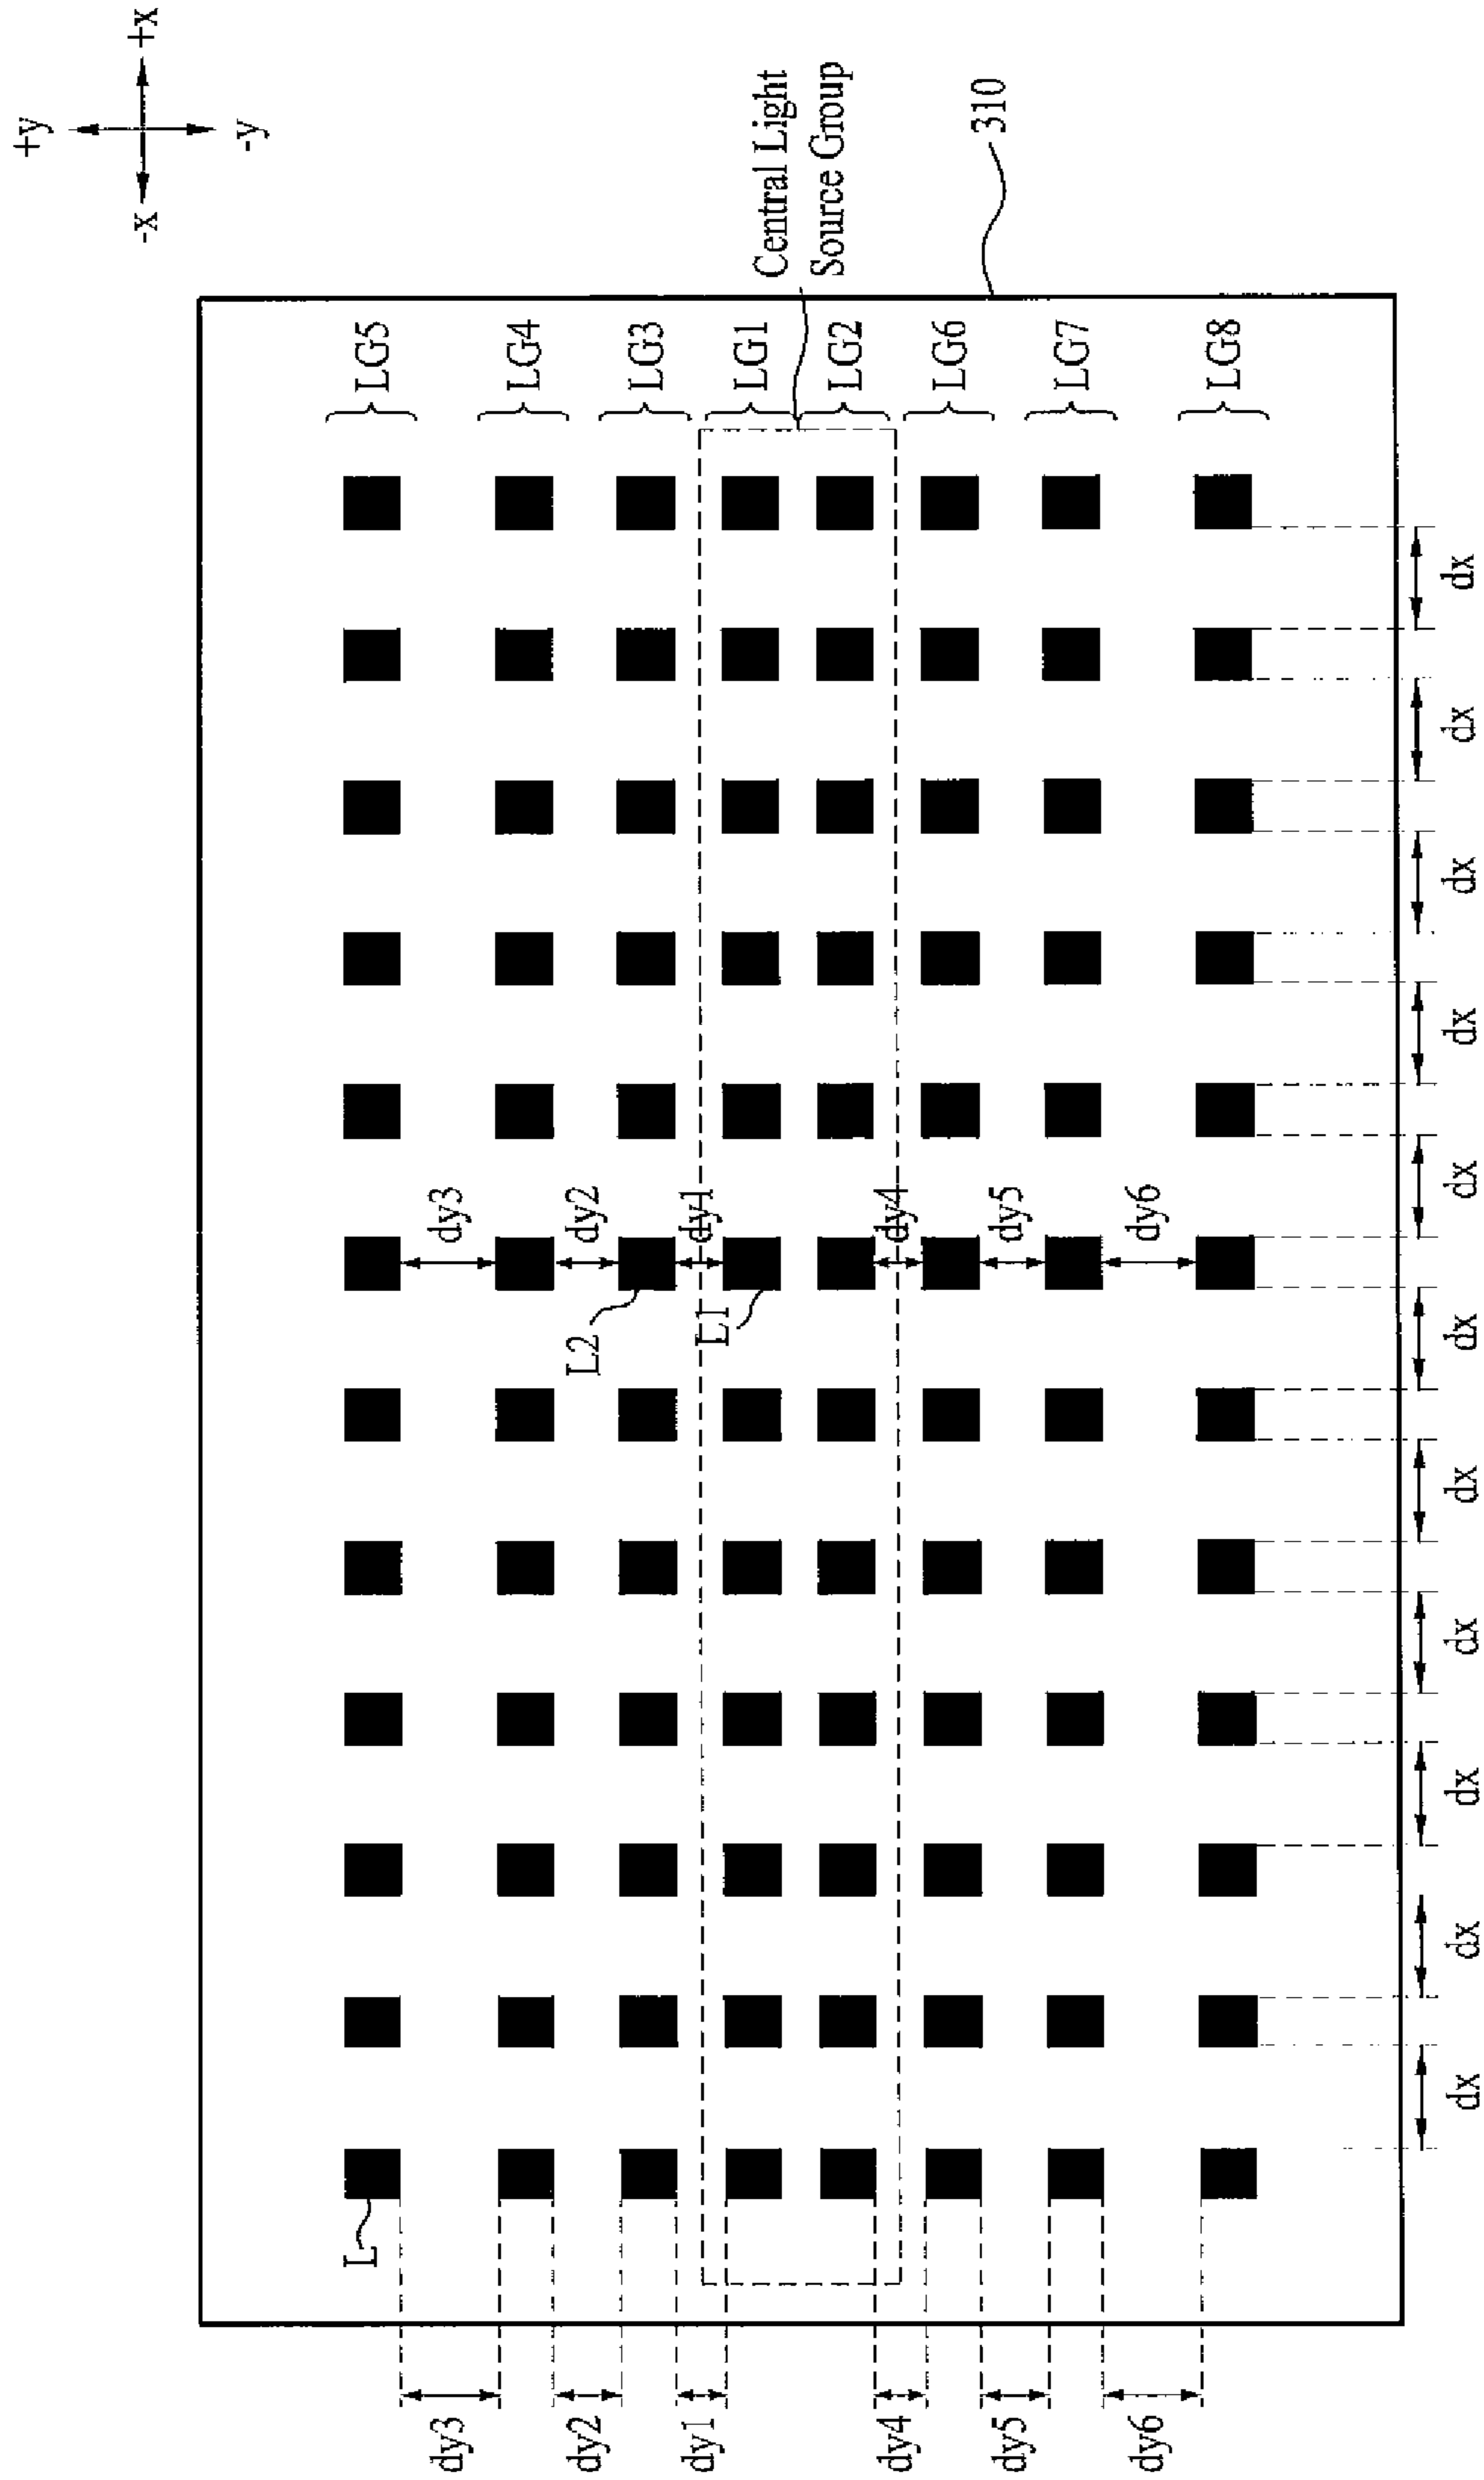 +y
-x
+x
-y
Central Light
Source Group
310
LG5
LG4
LG3
LG1
LG2
LG6
LG7
LG8
dy3
dy2
dy1
dy4
dy5
dy6
L2
L1
L
dy3
dy2
dy1
dy4
dy5
dy6
dx
dx
dx
dx
dx
dx
dx
dx
dx
dx
dx